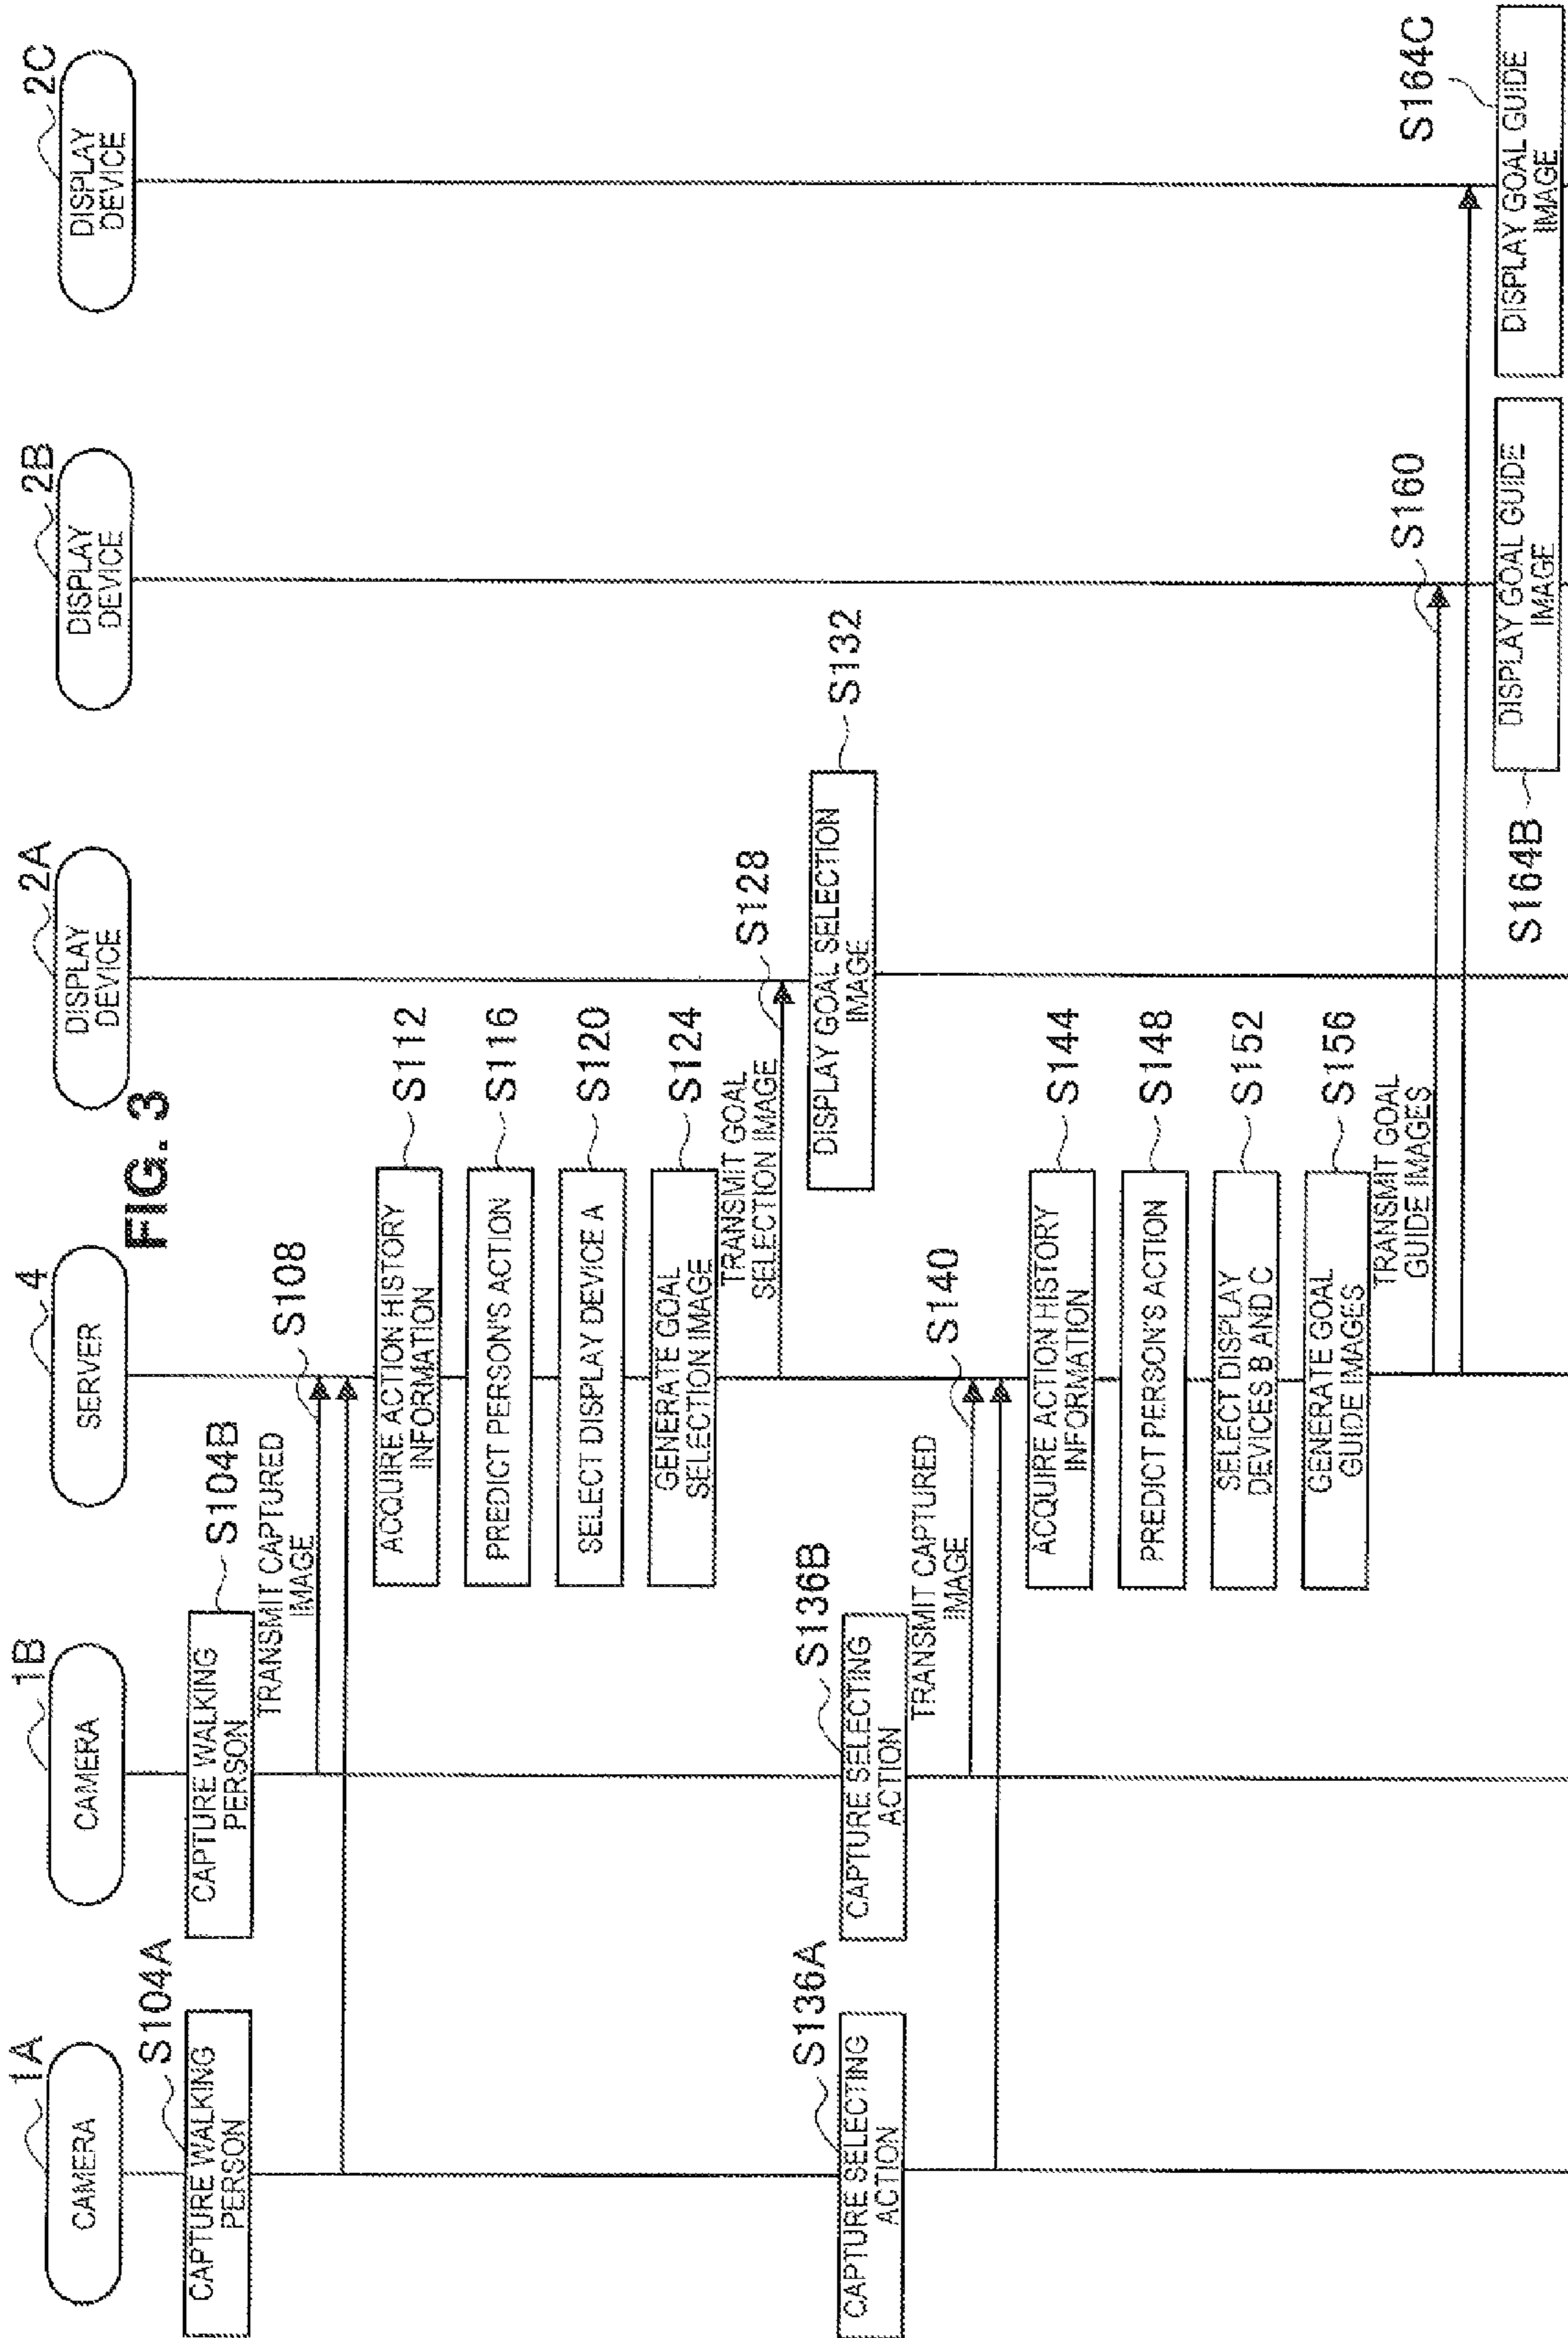 FIG. 3
1A
CAMERA
1B
CAMERA
4
SERVER
2A
DISPLAY
DEVICE
2B
DISPLAY
DEVICE
2C
DISPLAY
DEVICE
S104A
CAPTURE WALKING
PERSON
S104B
CAPTURE WALKING
PERSON
TRANSMIT CAPTURED
IMAGE
S108
ACQUIRE ACTION HISTORY
INFORMATION
S112
PREDICT PERSON'S ACTION
S116
SELECT DISPLAY DEVICE A
S120
GENERATE GOAL
SELECTION IMAGE
S124
TRANSMIT GOAL
SELECTION IMAGE
S128
DISPLAY GOAL SELECTION
IMAGE
S132
S136A
CAPTURE SELECTING
ACTION
S136B
CAPTURE SELECTING
ACTION
TRANSMIT CAPTURED
IMAGE
S140
ACQUIRE ACTION HISTORY
INFORMATION
S144
PREDICT PERSON'S ACTION
S148
SELECT DISPLAY
DEVICES B AND C
S152
GENERATE GOAL
GUIDE IMAGES
S156
TRANSMIT GOAL
GUIDE IMAGES
S160
S164B
DISPLAY GOAL GUIDE
IMAGE
S164C
DISPLAY GOAL GUIDE
IMAGE